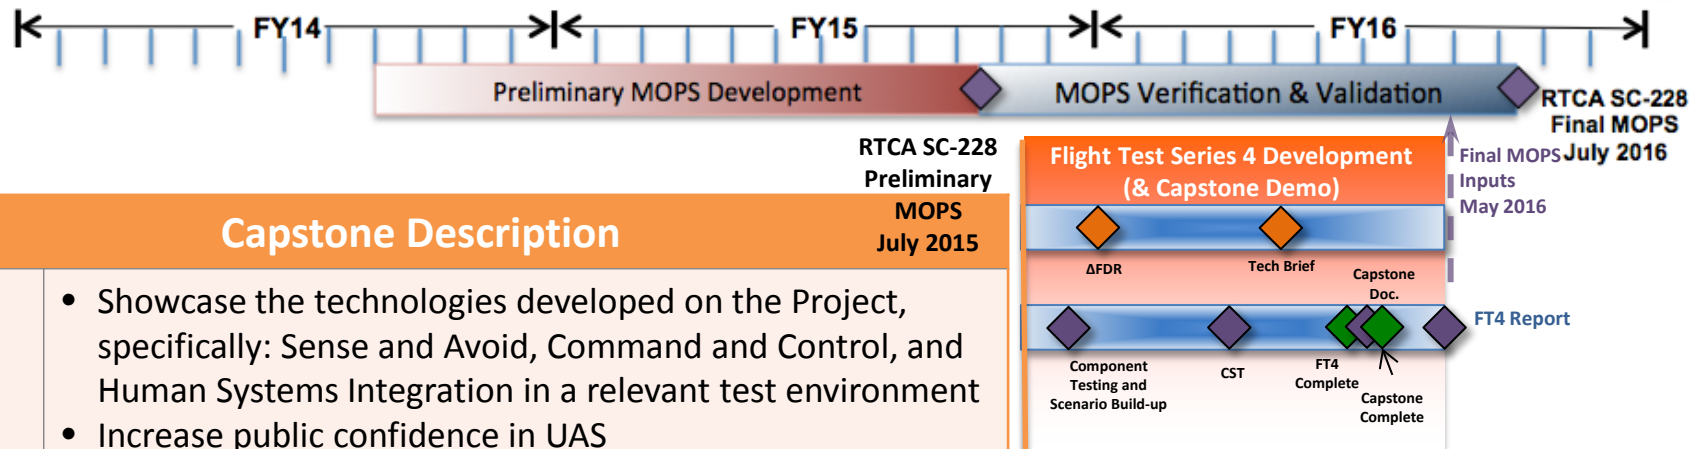 FY14
FY15
FY16
Preliminary MOPS Development
MOPS Verification & Validation
RTCA SC-228
Final MOPS
July 2016
RTCA SC-228
Preliminary
MOPS
July 2015
Flight Test Series 4 Development
(& Capstone Demo)
Final MOPS
Inputs
May 2016
Capstone Description
ΔFDR
Tech Brief
Capstone
Doc.
• Showcase the technologies developed on the Project,
specifically: Sense and Avoid, Command and Control, and
Human Systems Integration in a relevant test environment
• Increase public confidence in UAS
FT4 Report
Component
Testing and
Scenario Build-up
CST
FT4
Complete
Capstone
Complete